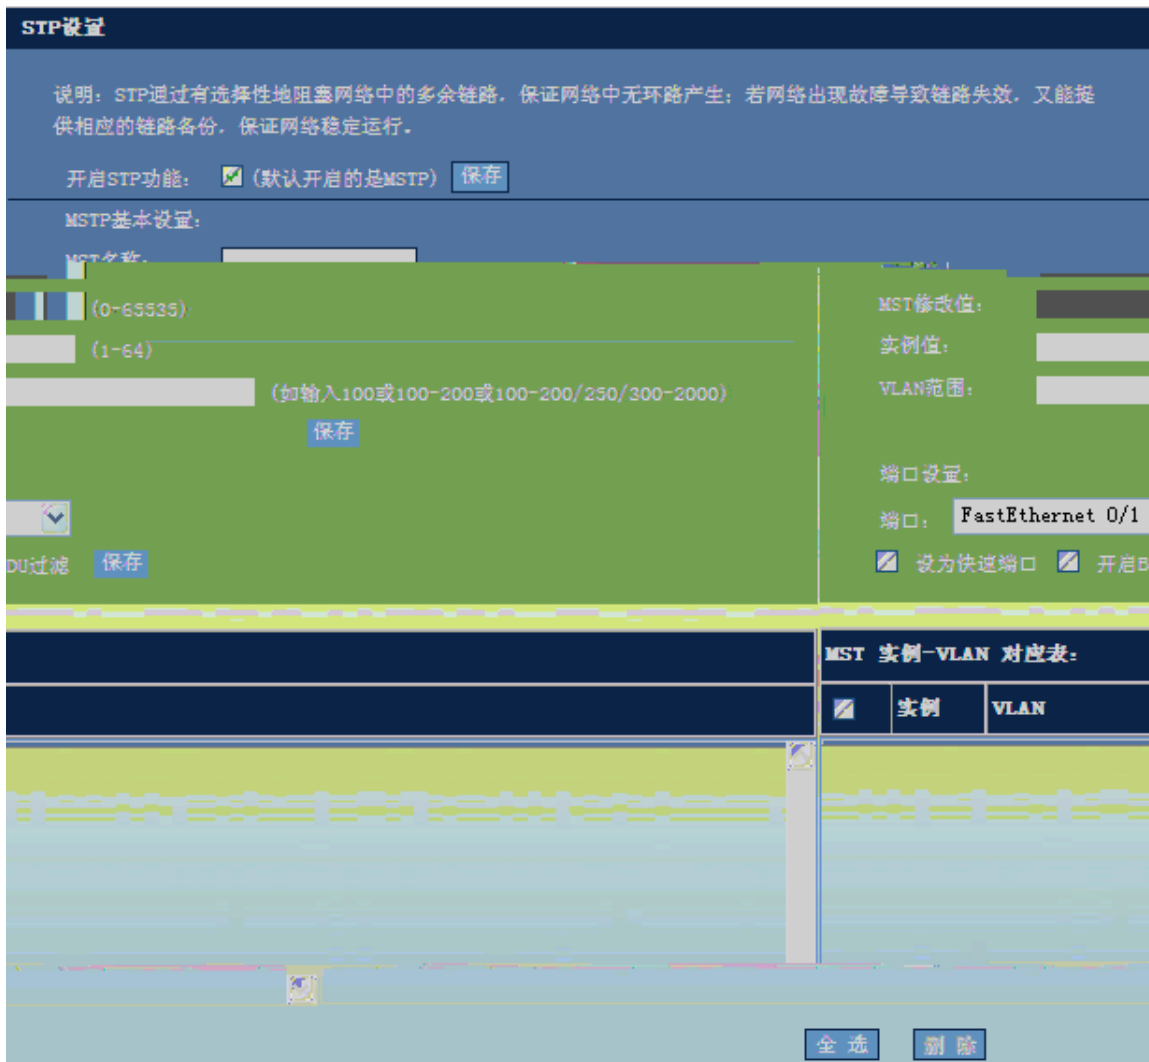 STP设置
说明：STP通过有选择性地阻塞网络中的多余链路，保证网络中无环路产生；若网络出现故障导致链路失效，又能提
供相应的链路备份，保证网络稳定运行。
开启STP功能： (默认开启的是MSTP) 保存
MSTP基本设置：
MST名称：
(0-65535) MST修改值：
(1-64) 实例值：
(如输入100或100-200或100-200/250/300-2000) VLAN范围：
保存
端口设置：
端口： FastEthernet 0/1
DU过滤 保存 设为快速端口 开启B
MST 实例-VLAN 对应表：
实例 VLAN
全选 删除